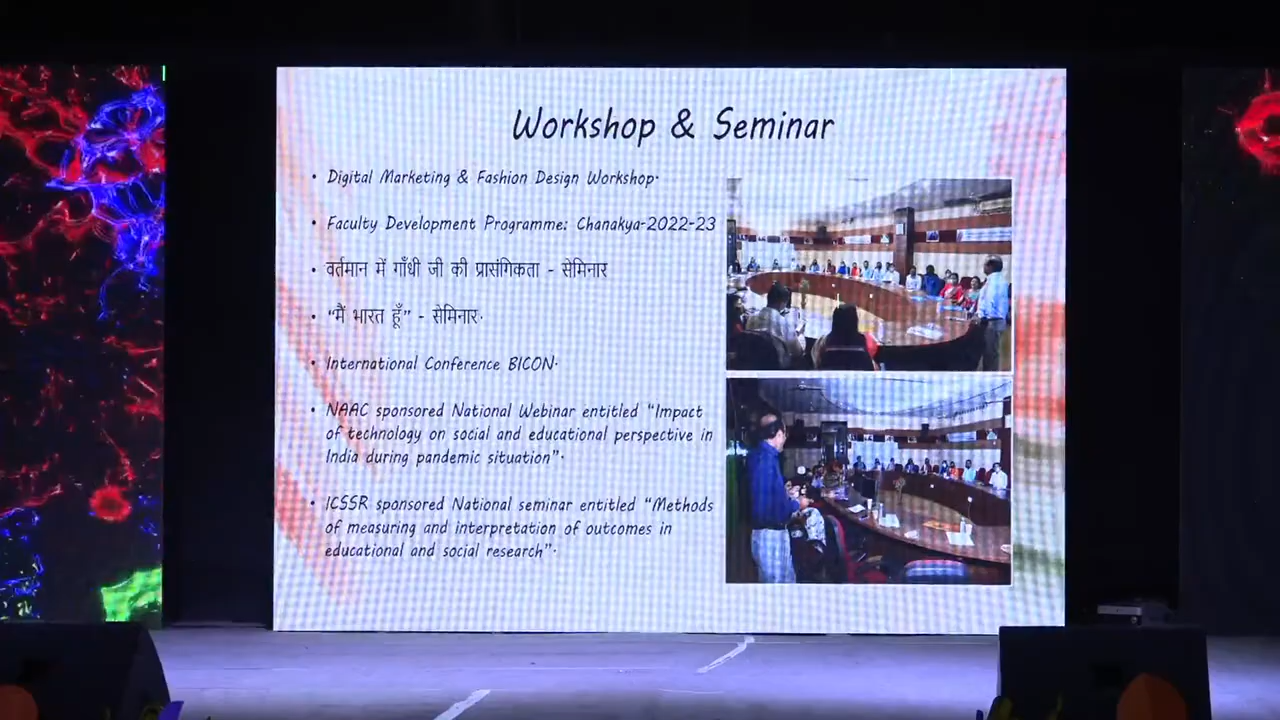 Workshop & Seminar
• Digital Marketing & Fashion Design Workshop.
• Faculty Development Programme: Chanakya-2022-23
• वर्तमान में गाँधी जी की प्रासंगिकता - सेमिनार
• “मैं भारत हूँ” - सेमिनार.
• International Conference BICON.
• NAAC sponsored National Webinar entitled “Impact
of technology on social and educational perspective in
India during pandemic situation”.
• ICSSR sponsored National seminar entitled “Methods
of measuring and interpretation of outcomes in
educational and social research”.